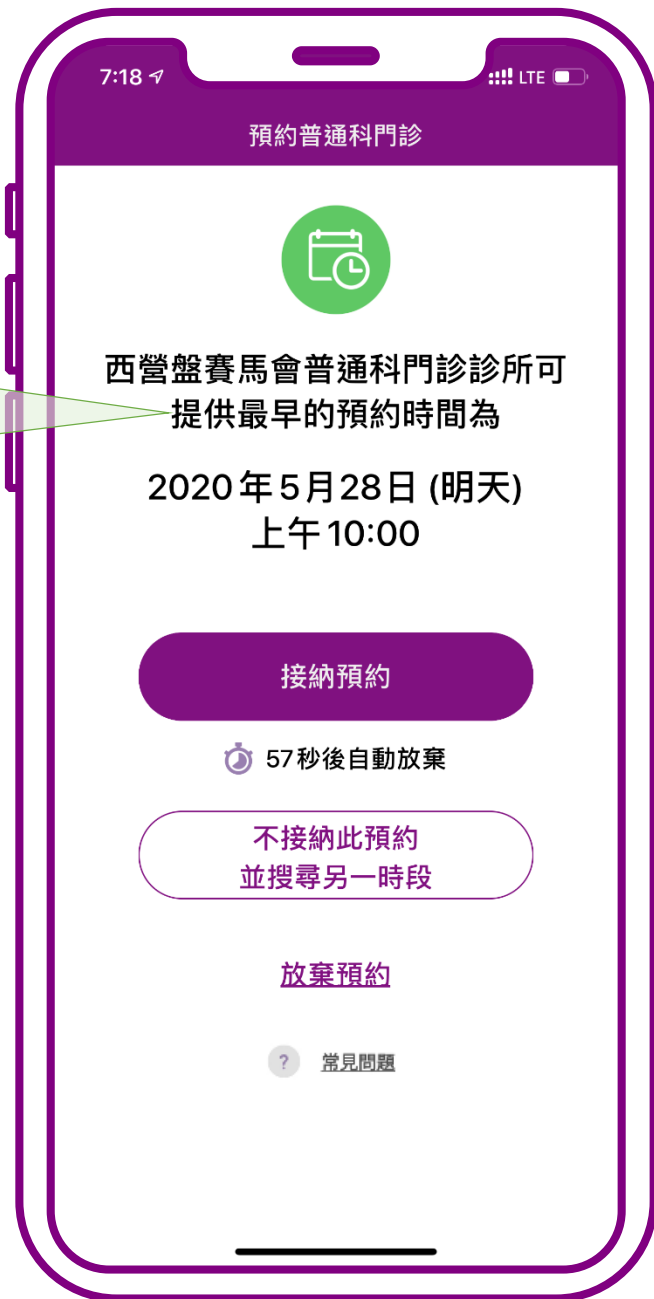 7:18
LTE
預約普通科門診
西營盤賽馬會普通科門診診所可
提供最早的預約時間為
2020年5月28日 (明天)
上午10:00
接納預約
57秒後自動放棄
不接納此預約
並搜尋另一時段
放棄預約
? 常見問題